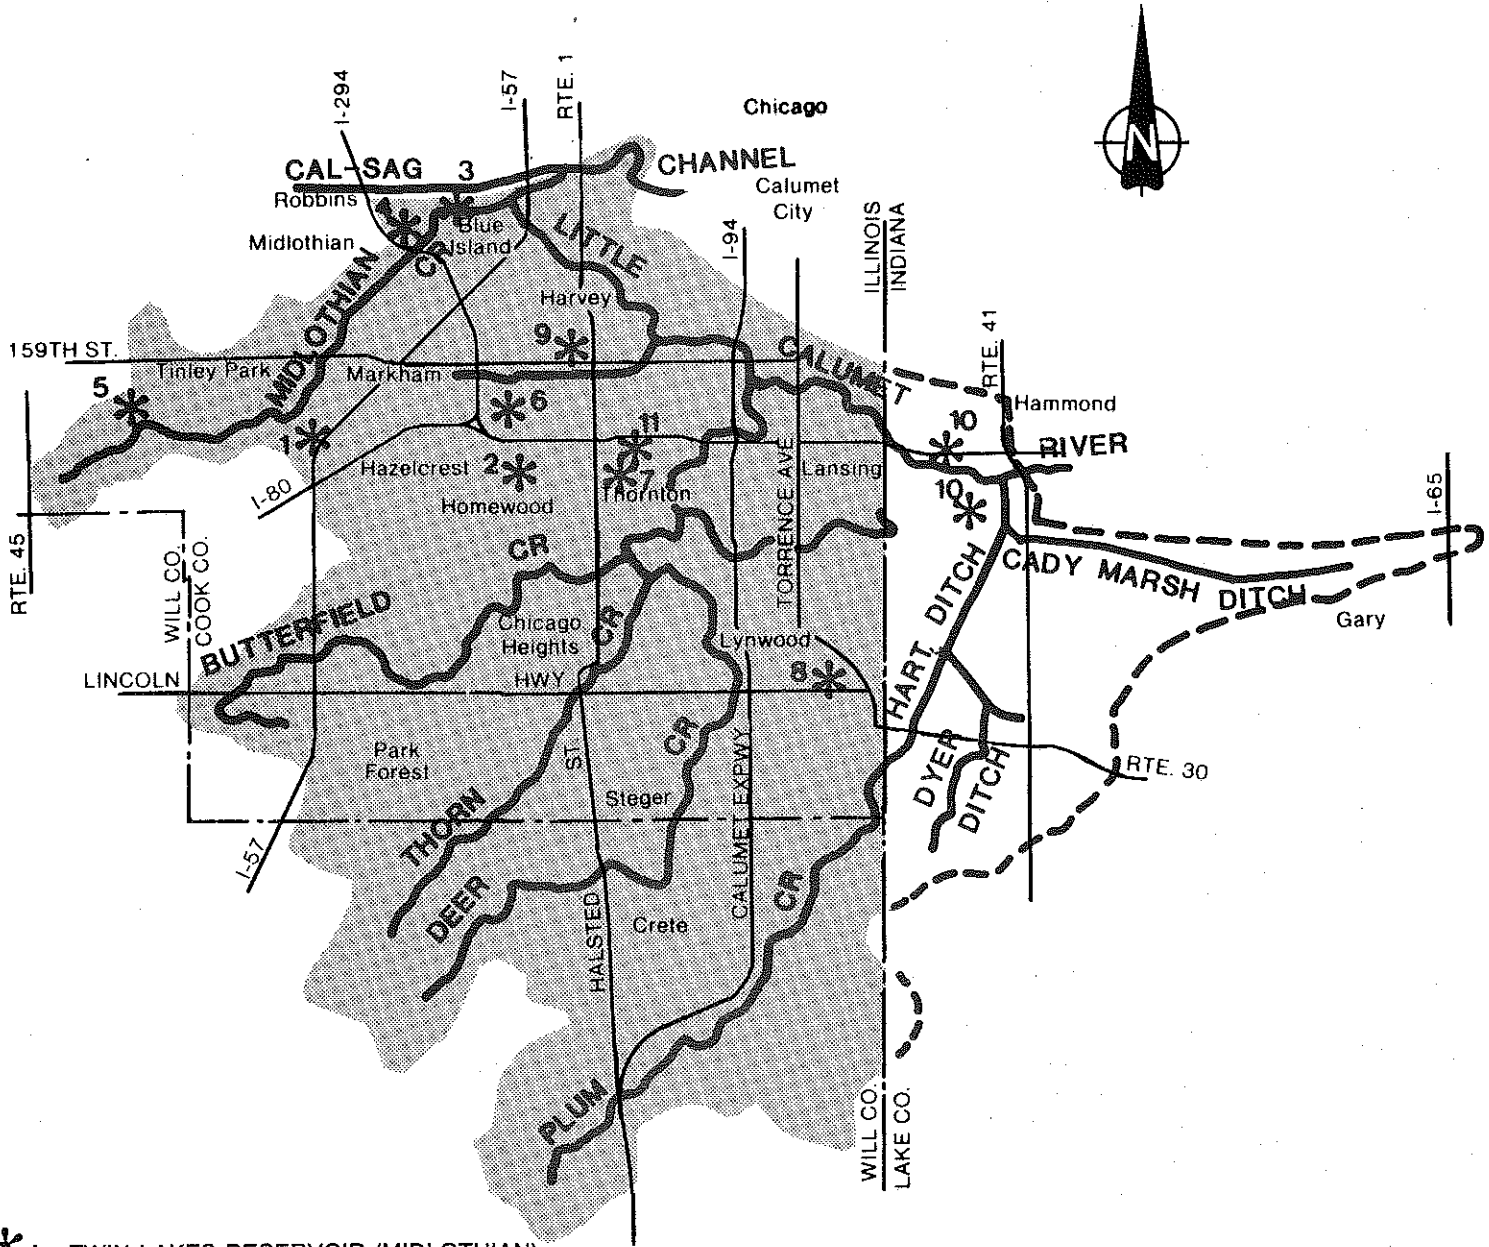 I-294
I-57
RTE. 1
Chicago
N
CAL-SAG
3
CHANNEL
Robbins
4
Calumet
City
Midlothian
Blue
Island
CR
MIDLOTHIAN
LITTLE
I-94
ILLINOIS
INDIANA
Harvey
9
RTE. 41
159TH ST.
Tinley Park
Markham
CALUMET
5
6
Hammond
10
1
11
RIVER
Hazelcrest
2
7
Lansing
I-80
Homewood
Thornton
10
TORRENCE AVE.
I-65
RTE. 45
WILL CO.
COOK CO.
CR
CADY MARSH DITCH
HART DITCH
BUTTERFIELD
Chicago
Heights
CR
Lynwood
Gary
LINCOLN
HWY
8
CR
Park
Forest
ST.
DYER
DITCH
RTE. 30
Steger
CALUMET EXPWY
THORN
I-57
DEER
CR
HALSTED
Crete
PLUM
WILL CO.
LAKE CO.